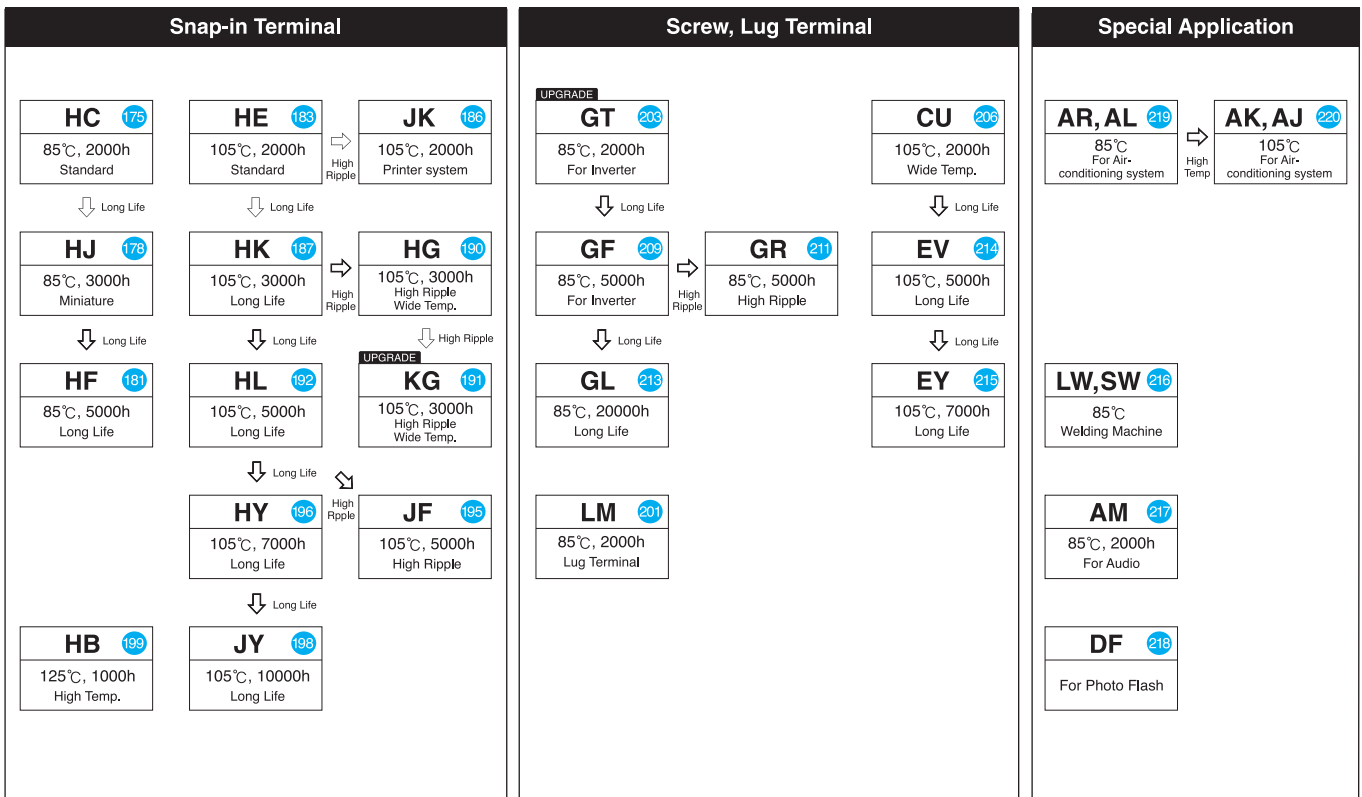 Snap-in Terminal
HC 175
85℃, 2000h
Standard
HE 183
105℃, 2000h
Standard
High
Ripple
JK 186
105℃, 2000h
Printer system
Long Life
Long Life
HJ 178
85℃, 3000h
Miniature
HK 187
105℃, 3000h
Long Life
High
Ripple
HG 190
105℃, 3000h
High Ripple
Wide Temp.
Long Life
Long Life
High Ripple
HF 181
85℃, 5000h
Long Life
HL 192
105℃, 5000h
Long Life
UPGRADE
KG 191
105℃, 3000h
High Ripple
Wide Temp.
Long Life
High
Rpple
HY 196
105℃, 7000h
Long Life
JF 195
105℃, 5000h
High Ripple
Long Life
HB 199
125℃, 1000h
High Temp.
JY 198
105℃, 10000h
Long Life
Screw, Lug Terminal
UPGRADE
GT 203
85℃, 2000h
For Inverter
CU 206
105℃, 2000h
Wide Temp.
Long Life
Long Life
GF 209
85℃, 5000h
For Inverter
High
Ripple
GR 211
85℃, 5000h
High Ripple
EV 214
105℃, 5000h
Long Life
Long Life
Long Life
GL 213
85℃, 20000h
Long Life
EY 215
105℃, 7000h
Long Life
LM 201
85℃, 2000h
Lug Terminal
Special Application
AR, AL 219
85℃
For Air-
conditioning system
High
Temp
AK, AJ 220
105℃
For Air-
conditioning system
LW,SW 216
85℃
Welding Machine
AM 217
85℃, 2000h
For Audio
DF 218
For Photo Flash